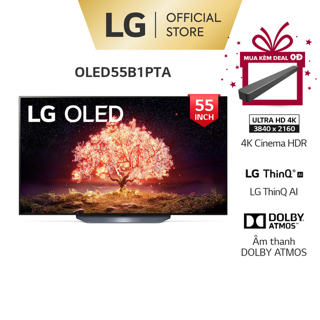 LG OFFICIAL
STORE
OLED55B1PTA
MUA KÈM DEAL 0Đ
LG OLED
55
INCH
ULTRA HD 4K
3840 x 2160
4K Cinema HDR
LG ThinQ AI
LG ThinQ AI
DOLBY
ATMOS
Âm thanh
DOLBY ATMOS